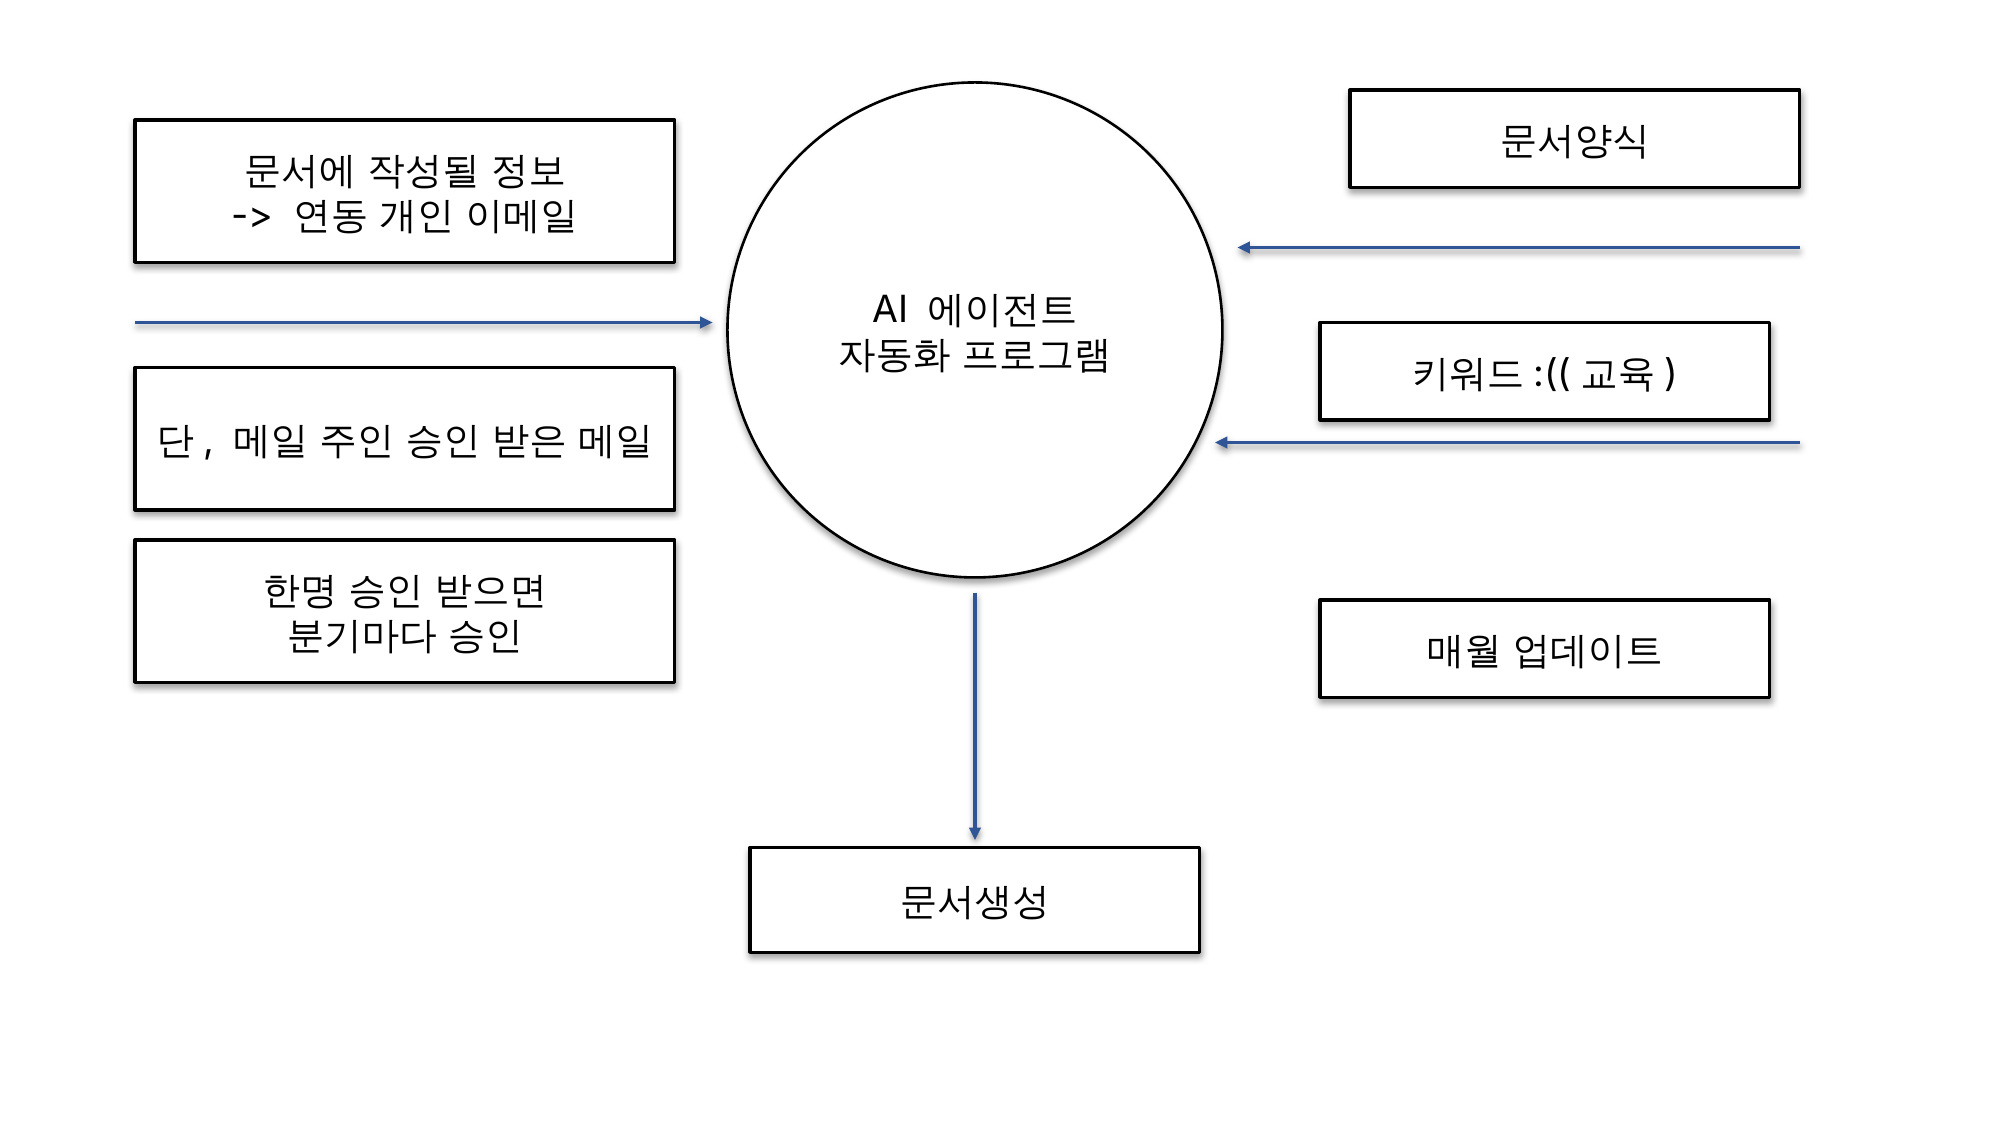 문서에 작성될 정보
-> 연동 개인 이메일
단 , 메일 주인 승인 받은 메일
한명 승인 받으면
분기마다 승인
AI 에이전트
자동화 프로그램
문서양식
키워드 :(( 교육 )
매월 업데이트
문서생성